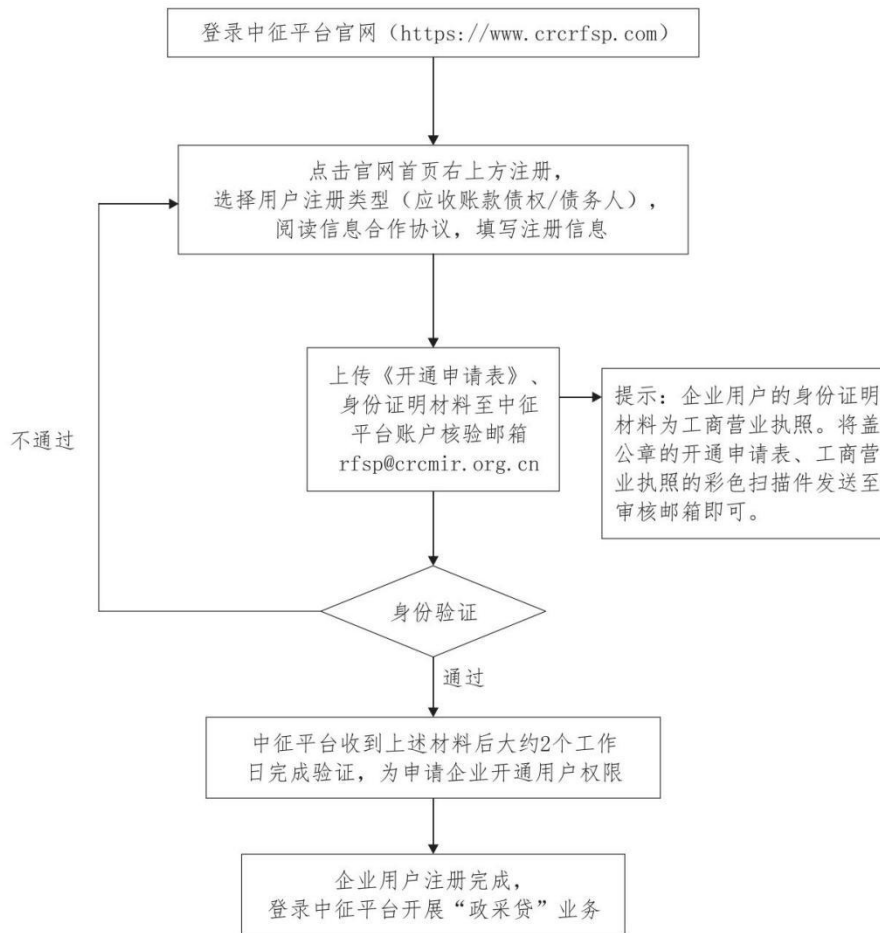 登录中征平台官网（https://www.crcrfsp.com）
点击官网首页右上方注册，
选择用户注册类型（应收账款债权/债务人），
阅读信息合作协议，填写注册信息
上传《开通申请表》、
身份证明材料至中征
平台账户核验邮箱
rfsp@crcmir.org.cn
提示：企业用户的身份证明
材料为工商营业执照。将盖
公章的开通申请表、工商营
业执照的彩色扫描件发送至
审核邮箱即可。
不通过
身份验证
通过
中征平台收到上述材料后大约2个工作
日完成验证，为申请企业开通用户权限
企业用户注册完成，
登录中征平台开展“政采贷”业务